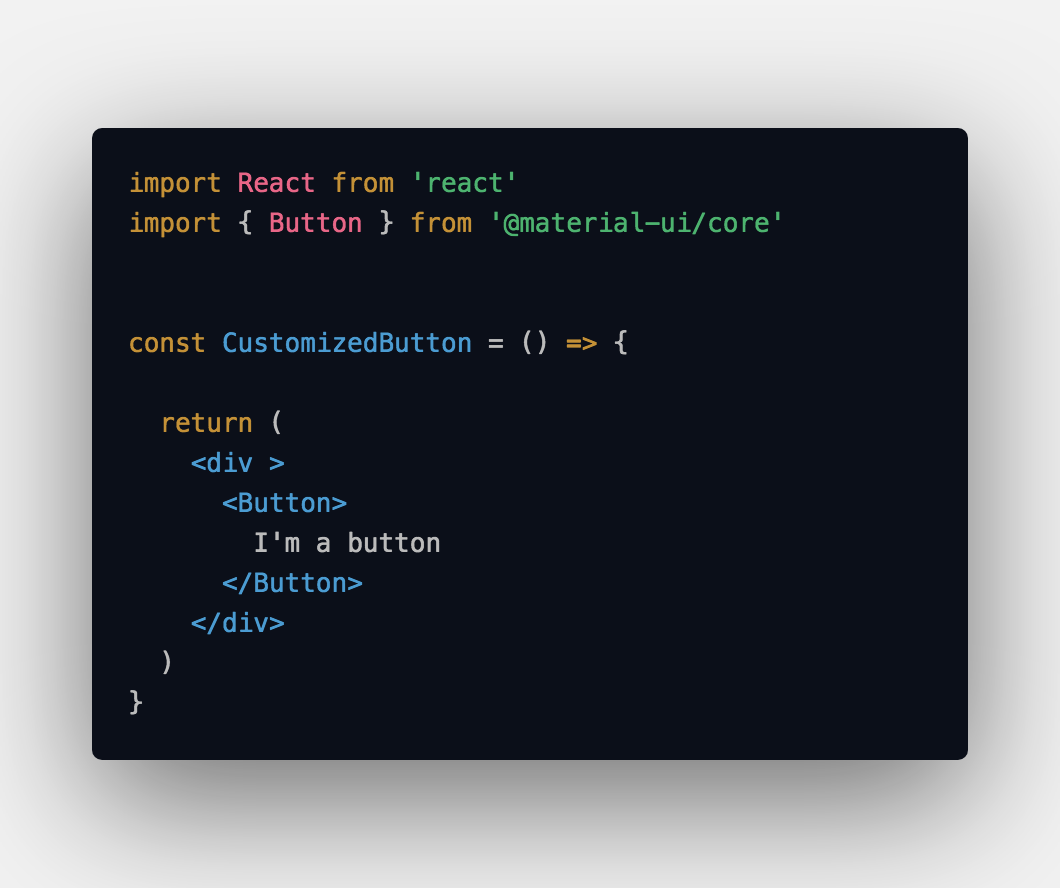 import React from 'react'
import { Button } from '@material-ui/core'
const CustomizedButton = () => {
return (
<div >
<Button>
I'm a button
</Button>
</div>
)
}